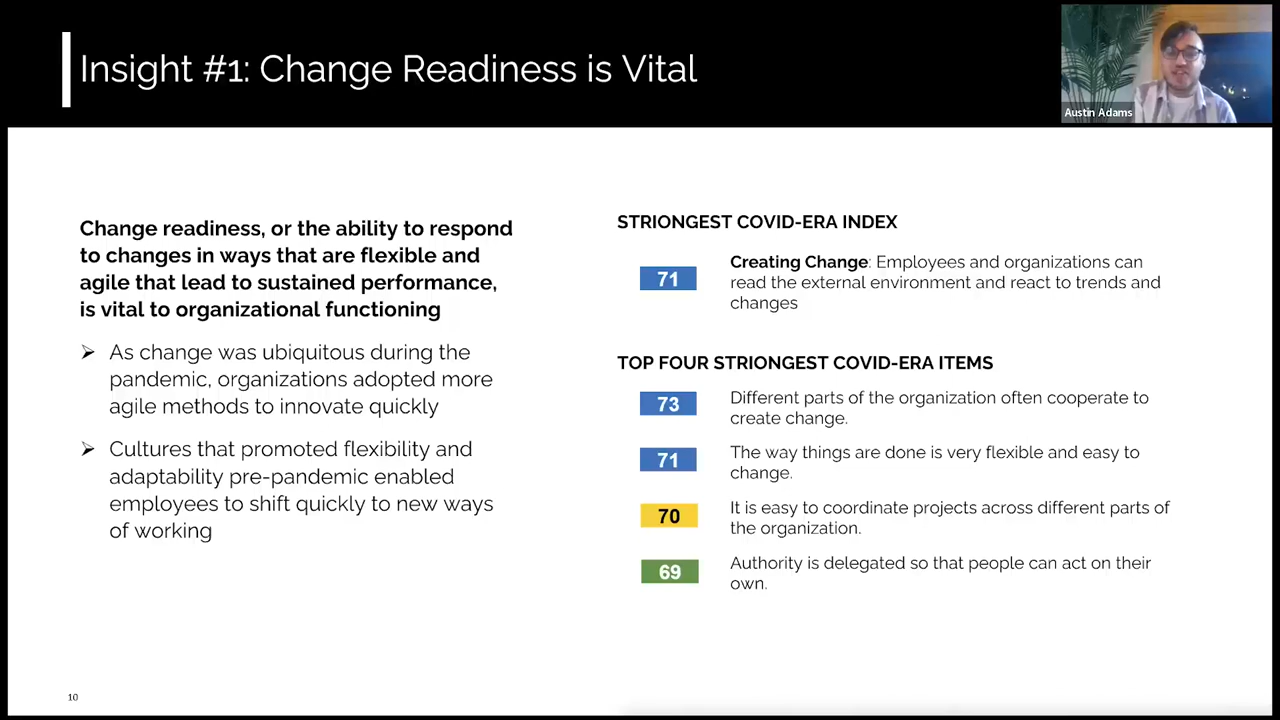 Insight #1: Change Readiness is Vital
Austin Adams
Change readiness, or the ability to respond
to changes in ways that are flexible and
agile that lead to sustained performance,
is vital to organizational functioning
➢ As change was ubiquitous during the
pandemic, organizations adopted more
agile methods to innovate quickly
➢ Cultures that promoted flexibility and
adaptability pre-pandemic enabled
employees to shift quickly to new ways
of working
STRIONGEST COVID-ERA INDEX
71
Creating Change: Employees and organizations can
read the external environment and react to trends and
changes
TOP FOUR STRIONGEST COVID-ERA ITEMS
73
Different parts of the organization often cooperate to
create change.
71
The way things are done is very flexible and easy to
change.
70
It is easy to coordinate projects across different parts of
the organization.
69
Authority is delegated so that people can act on their
own.
10